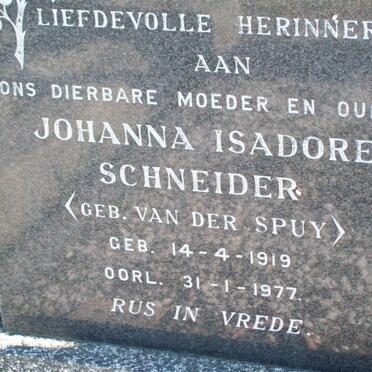 LIEFDEVOLLE HERINNER
AAN
ONS DIERBARE MOEDER EN OU
JOHANNA ISADORE
SCHNEIDER
<GEB. VAN DER SPUY>
GEB. 14-4-1919
OORL. 31-1-1977.
RUS IN VREDE.